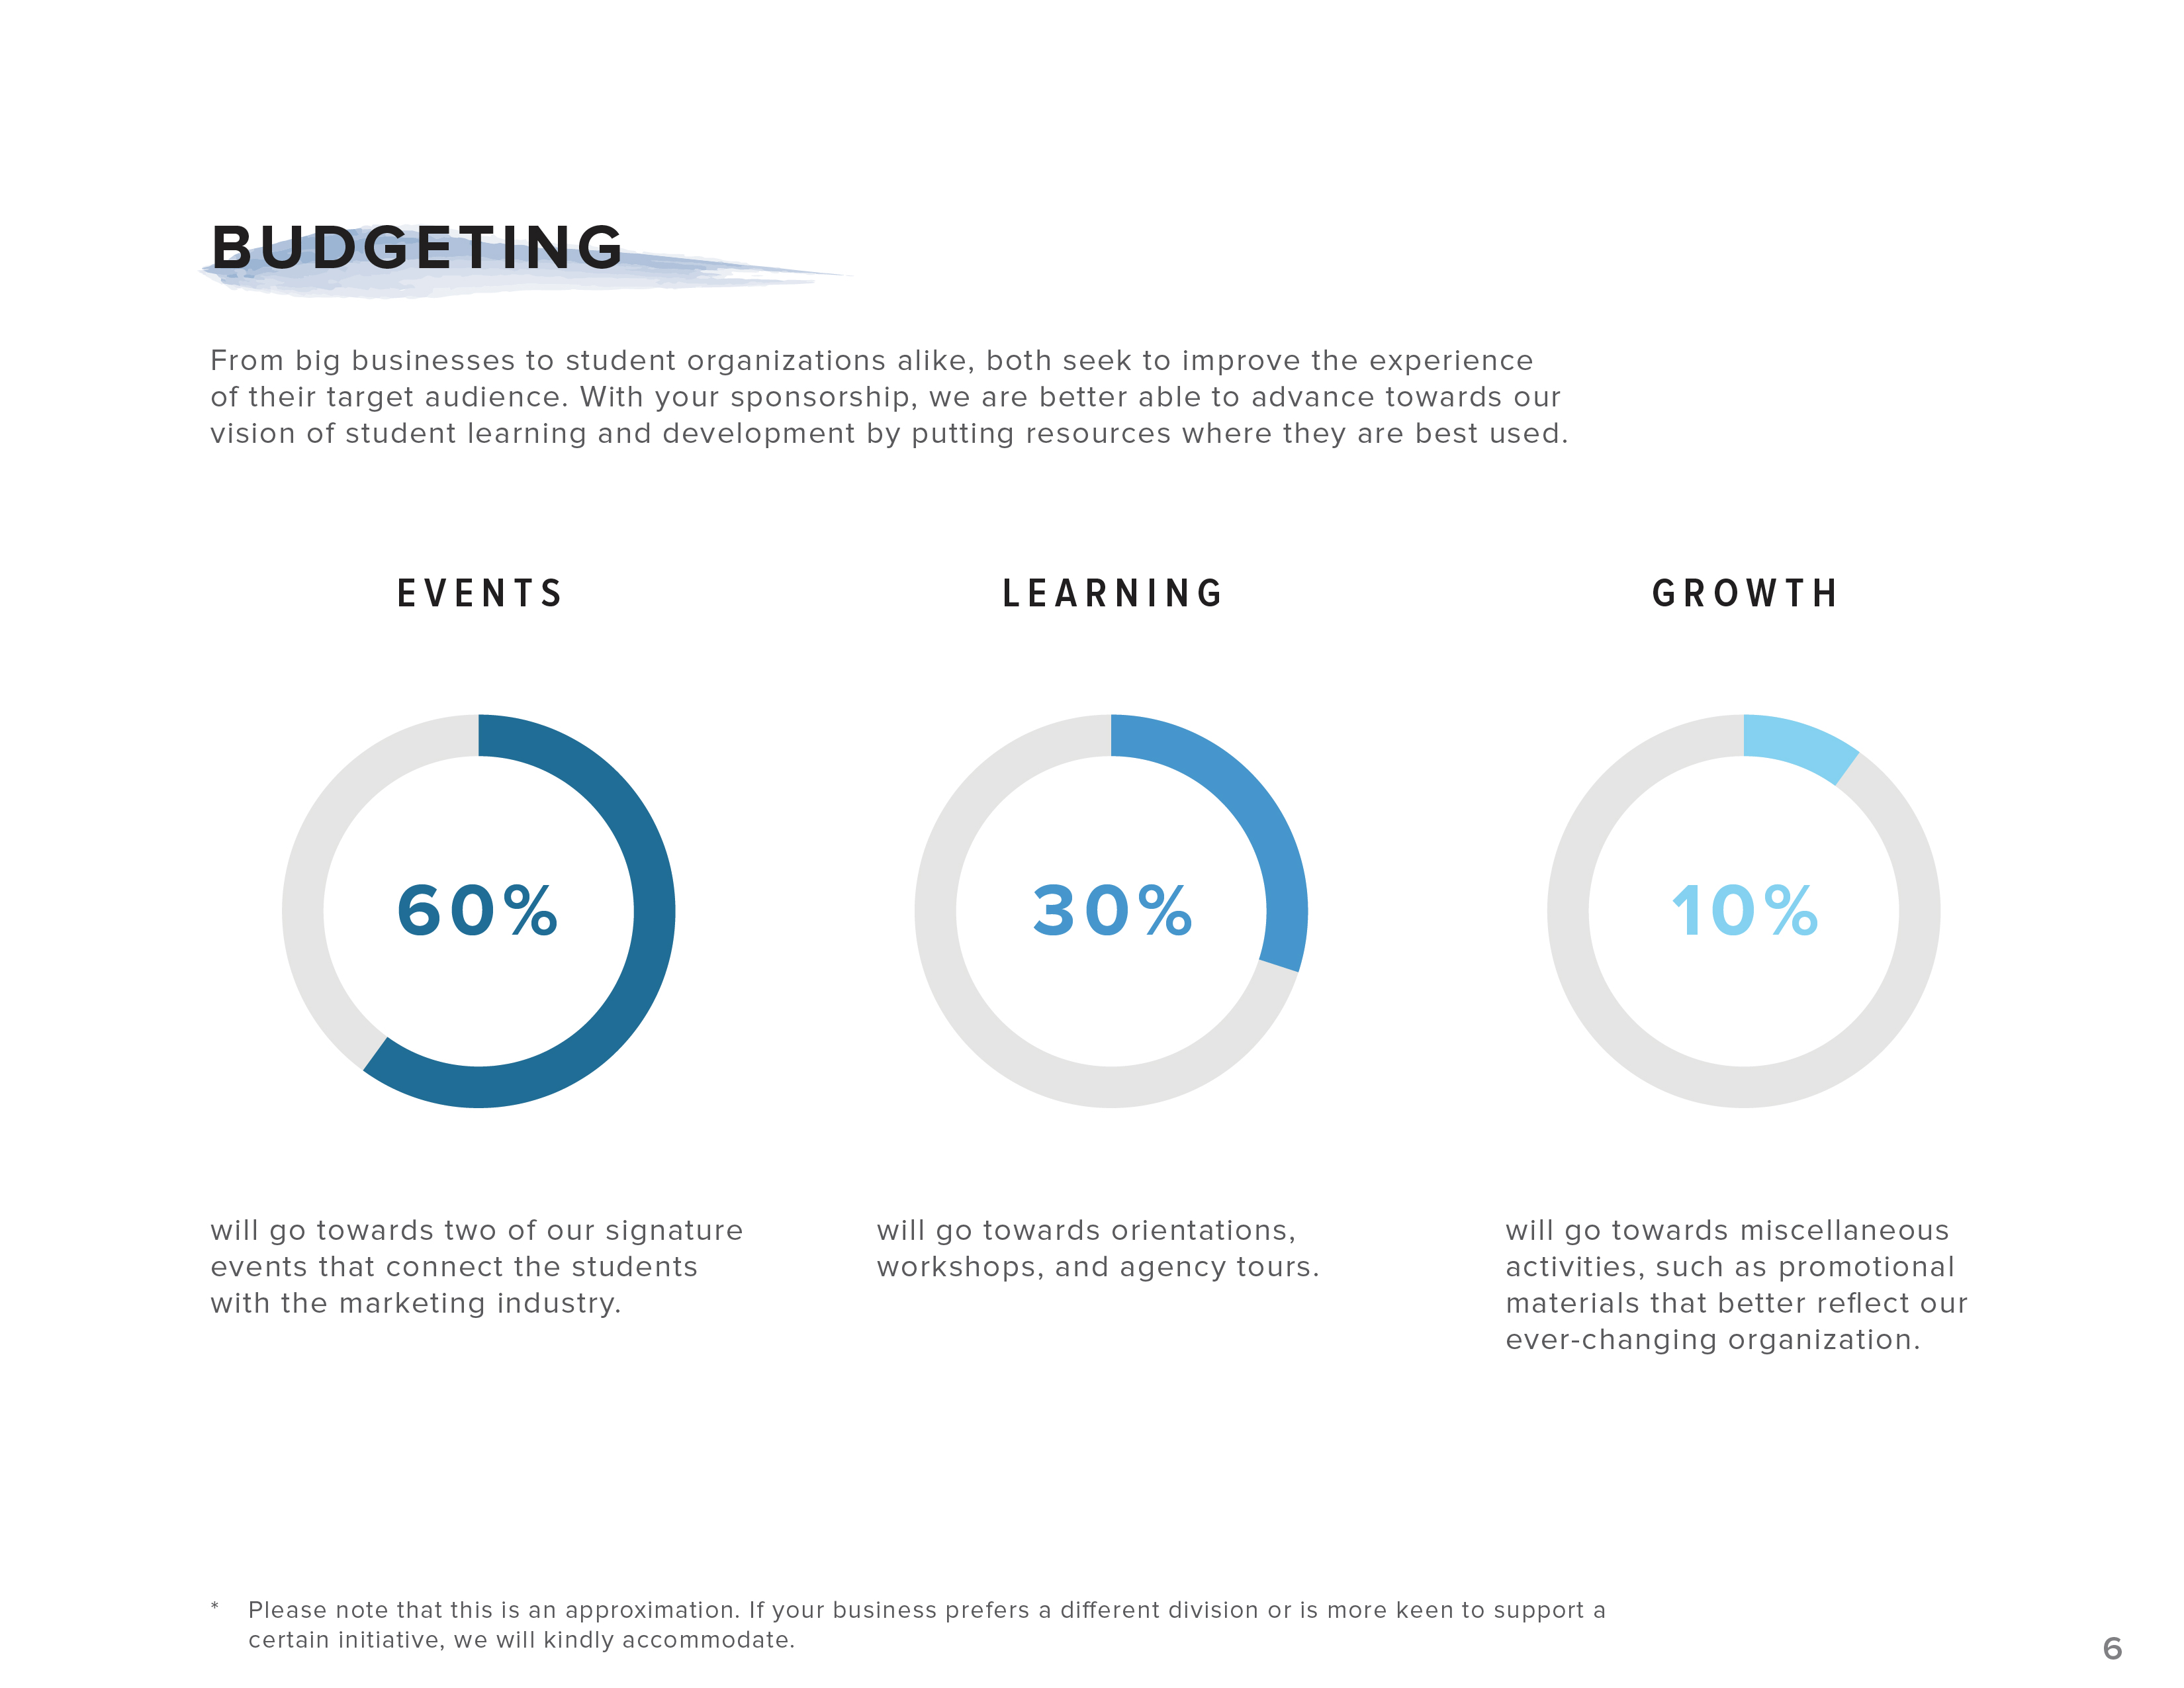 BUDGETING
From big businesses to student organizations alike, both seek to improve the experience
of their target audience. With your sponsorship, we are better able to advance towards our
vision of student learning and development by putting resources where they are best used.
EVENTS
LEARNING
GROWTH
60%
30%
10%
will go towards two of our signature
events that connect the students
with the marketing industry.
will go towards orientations,
workshops, and agency tours.
will go towards miscellaneous
activities, such as promotional
materials that better reflect our
ever-changing organization.
* Please note that this is an approximation. If your business prefers a different division or is more keen to support a
certain initiative, we will kindly accommodate.
6